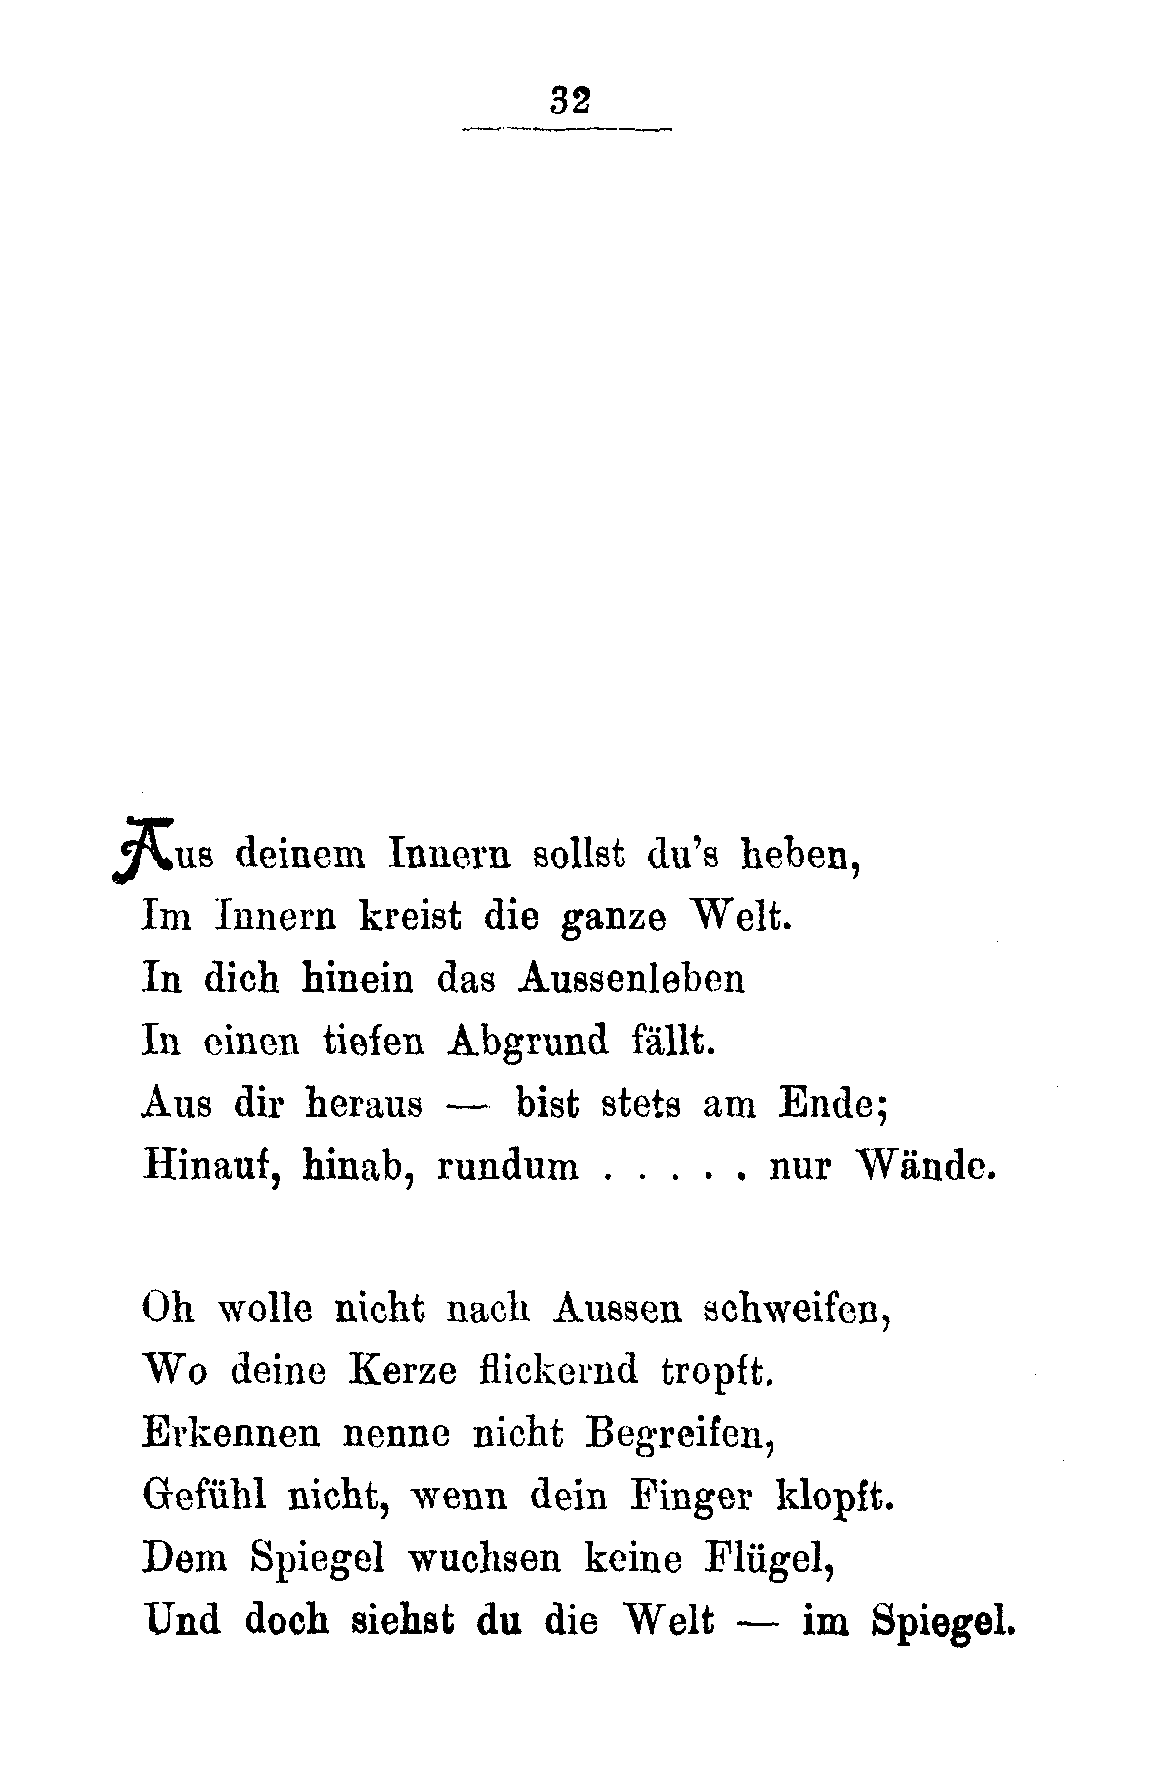 32
Aus deinem Innern sollst du's heben,
Im Innern kreist die ganze Welt.
In dich hinein das Aussenleben
In einen tiefen Abgrund fällt.
Aus dir heraus — bist stets am Ende;
Hinauf, hinab, rundum . . . . . nur Wände.
Oh wolle nicht nach Aussen schweifen,
Wo deine Kerze flickernd tropft.
Erkennen nenne nicht Begreifen,
Gefühl nicht, wenn dein Finger klopft.
Dem Spiegel wuchsen keine Flügel,
Und doch siehst du die Welt — im Spiegel.